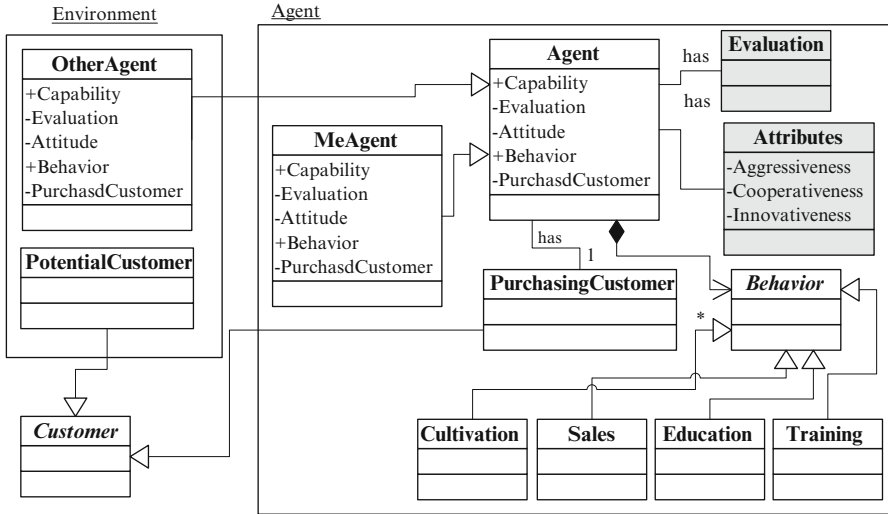 Environment
Agent
OtherAgent
+Capability
-Evaluation
-Attitude
+Behavior
-PurchasdCustomer
PotentialCustomer
Customer
MeAgent
+Capability
-Evaluation
-Attitude
+Behavior
-PurchasdCustomer
Agent
+Capability
-Evaluation
-Attitude
+Behavior
-PurchasdCustomer
has
Evaluation
has
Attributes
-Aggressiveness
-Cooperativeness
-Innovativeness
has
1
PurchasingCustomer
Behavior
*
Cultivation
Sales
Education
Training